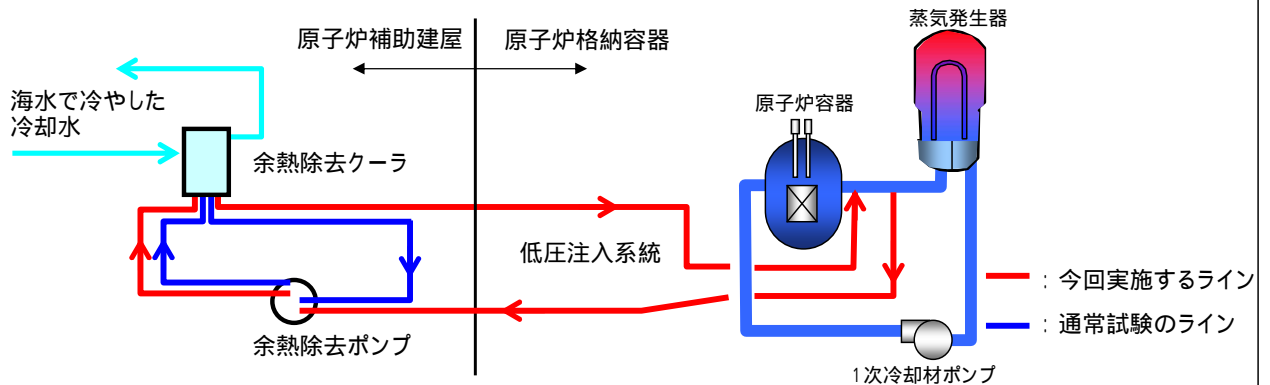 蒸気発生器
原子炉補助建屋
原子炉格納容器
海水で冷やした
冷却水
原子炉容器
余熱除去クーラ
低圧注入系統
: 今回実施するライン
: 通常試験のライン
余熱除去ポンプ
1次冷却材ポンプ